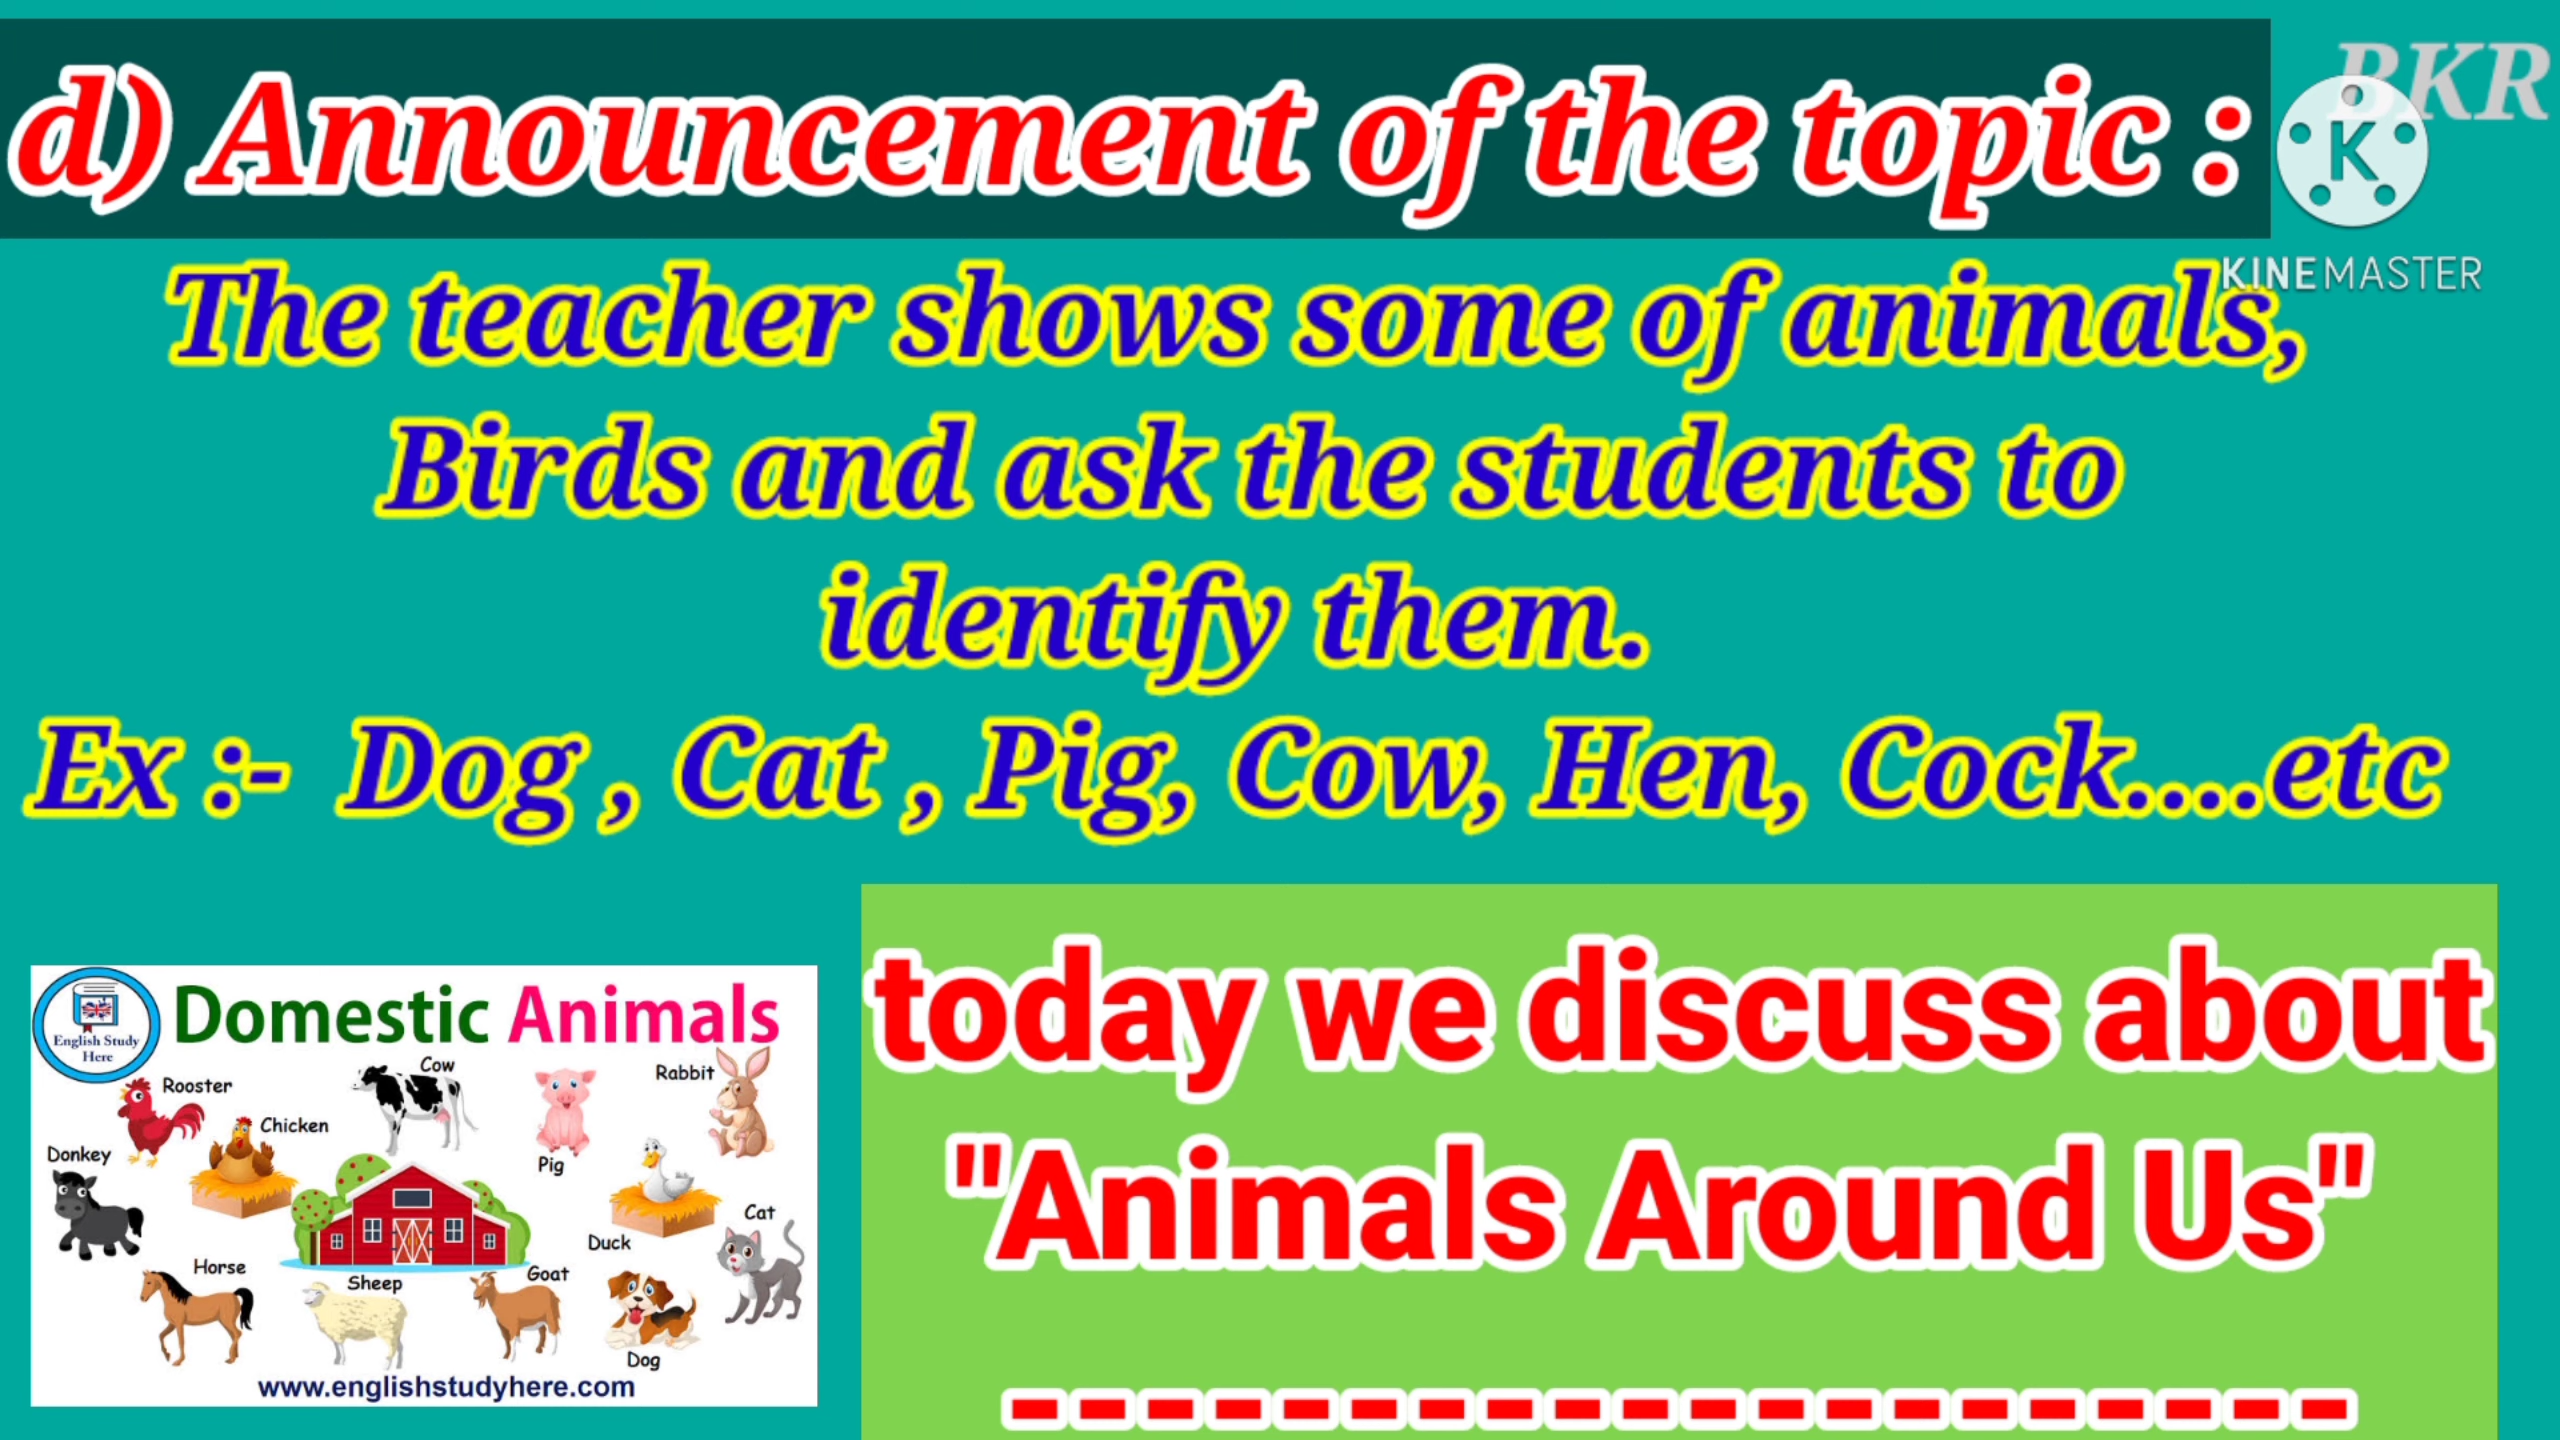 d) Announcement of the topic :
BKR
K
KINEMASTER
The teacher shows some of animals,
Birds and ask the students to
identify them.
Ex :-  Dog , Cat , Pig, Cow, Hen, Cock....etc
English Study
Here
Domestic Animals
Rooster
Cow
Rabbit
Chicken
Donkey
Pig
Cat
Duck
Horse
Sheep
Goat
Dog
www.englishstudyhere.com
today we discuss about
"Animals Around Us"
--------------------